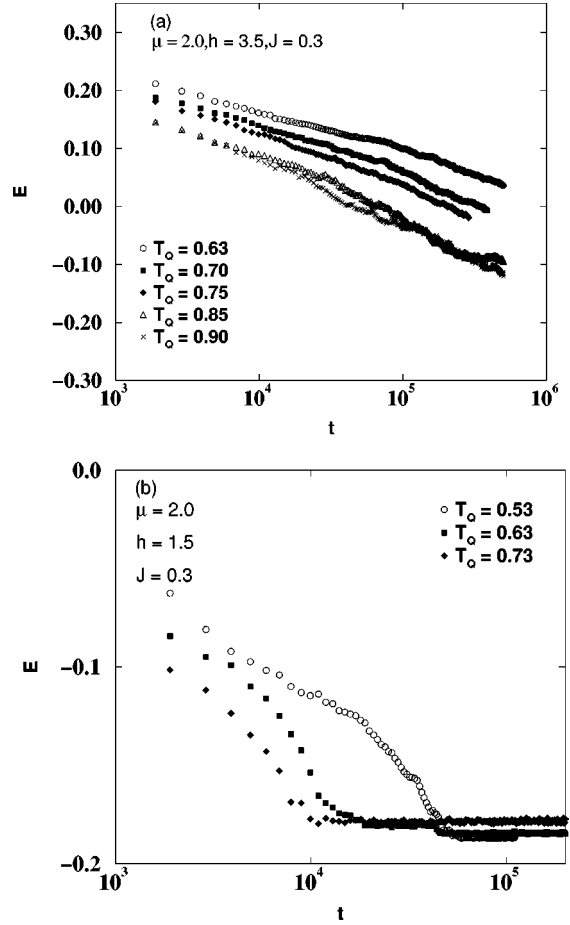 (a)
μ = 2.0,h = 3.5,J = 0.3
0.30
0.20
0.10
0.00
−0.10
−0.20
−0.30
E
T_Q = 0.63
T_Q = 0.70
T_Q = 0.75
T_Q = 0.85
T_Q = 0.90
10^3
10^4
10^5
10^6
t
(b)
μ = 2.0
h = 1.5
J = 0.3
T_Q = 0.53
T_Q = 0.63
T_Q = 0.73
0.0
−0.1
−0.2
E
10^4
10^5
t